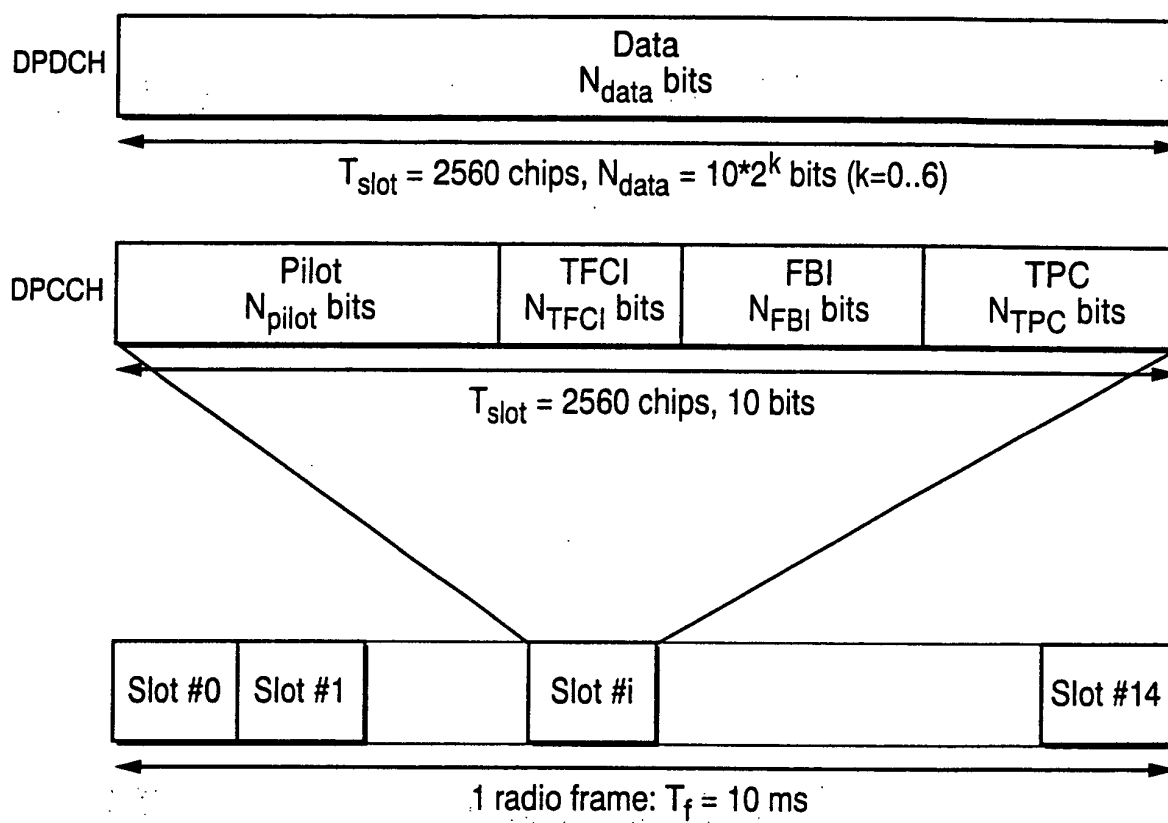 DPDCH
Data
N_data bits
T_slot = 2560 chips, N_data = 10*2^k bits (k=0..6)
DPCCH
Pilot
N_pilot bits
TFCI
N_TFCI bits
FBI
N_FBI bits
TPC
N_TPC bits
T_slot = 2560 chips, 10 bits
Slot #0
Slot #1
Slot #i
Slot #14
1 radio frame: T_f = 10 ms